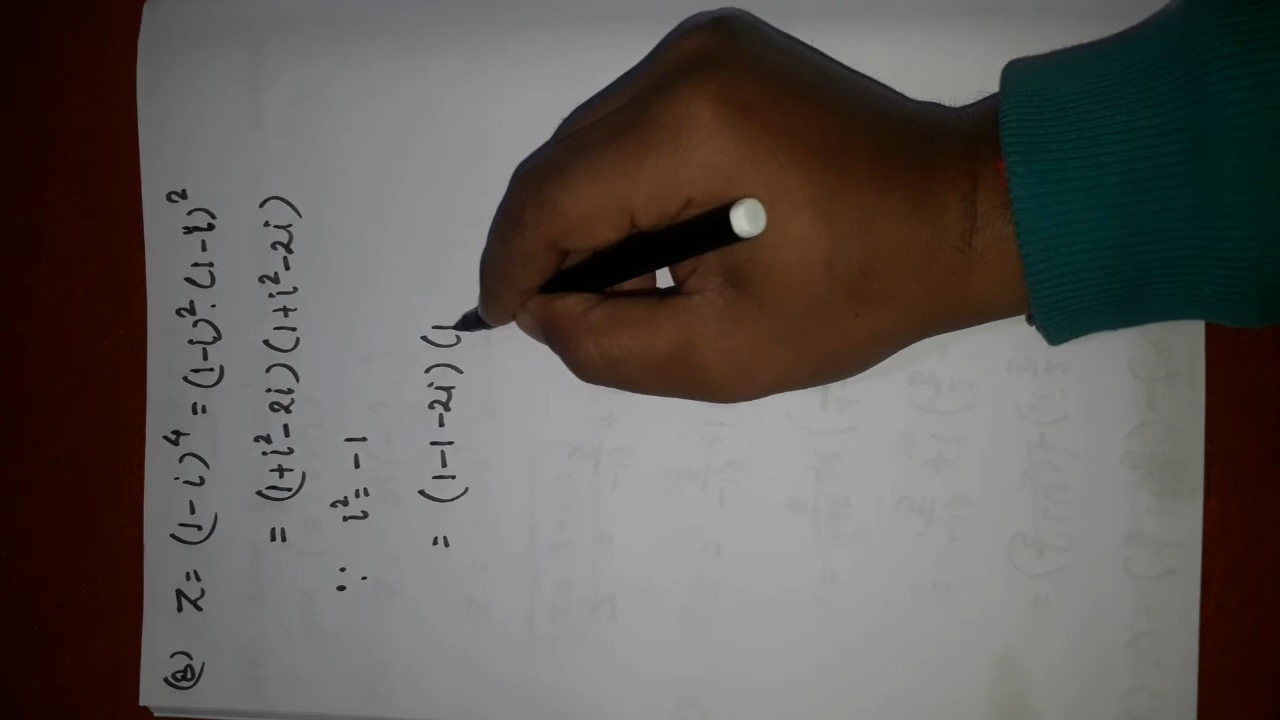 (8) z = (1-i)⁴ = (1-i)² . (1-i)²
= (1+i²-2i) (1+i²-2i)
∵ i² = -1
= (1-1-2i) (1